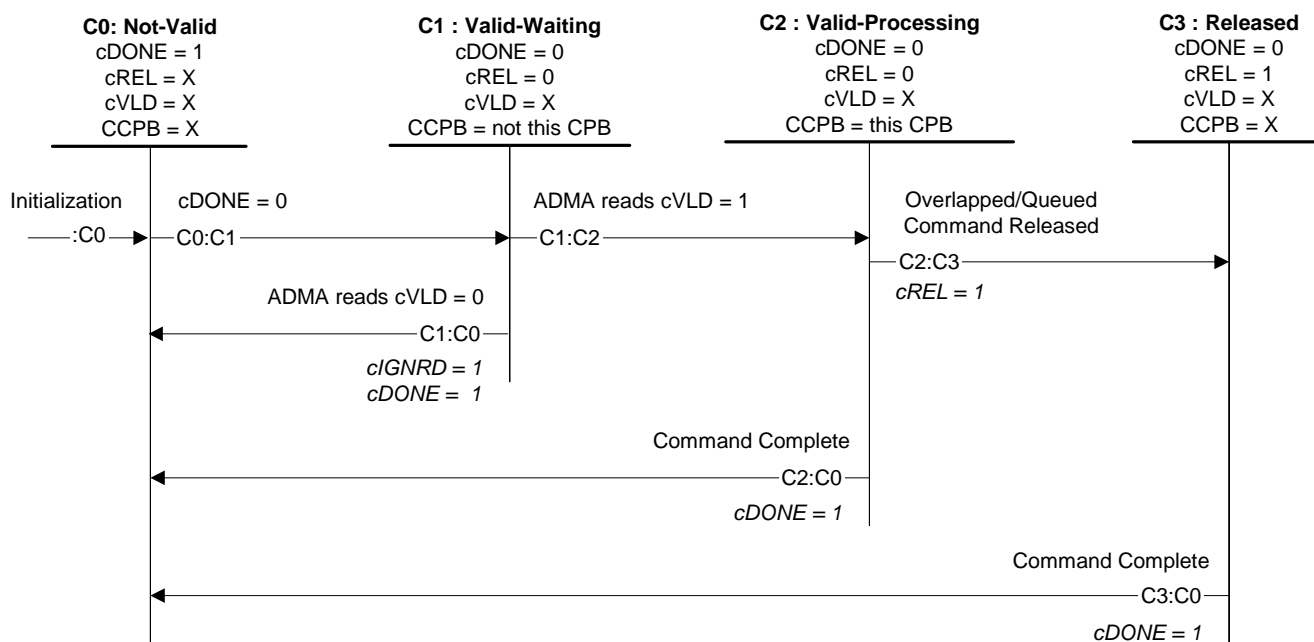 C0: Not-Valid
cDONE = 1
cREL = X
cVLD = X
CCPB = X
C1 : Valid-Waiting
cDONE = 0
cREL = 0
cVLD = X
CCPB = not this CPB
C2 : Valid-Processing
cDONE = 0
cREL = 0
cVLD = X
CCPB = this CPB
C3 : Released
cDONE = 0
cREL = 1
cVLD = X
CCPB = X
Initialization
:C0
cDONE = 0
C0:C1
ADMA reads cVLD = 1
C1:C2
Overlapped/Queued
Command Released
C2:C3
cREL = 1
ADMA reads cVLD = 0
C1:C0
cIGNRD = 1
cDONE = 1
Command Complete
C2:C0
cDONE = 1
Command Complete
C3:C0
cDONE = 1